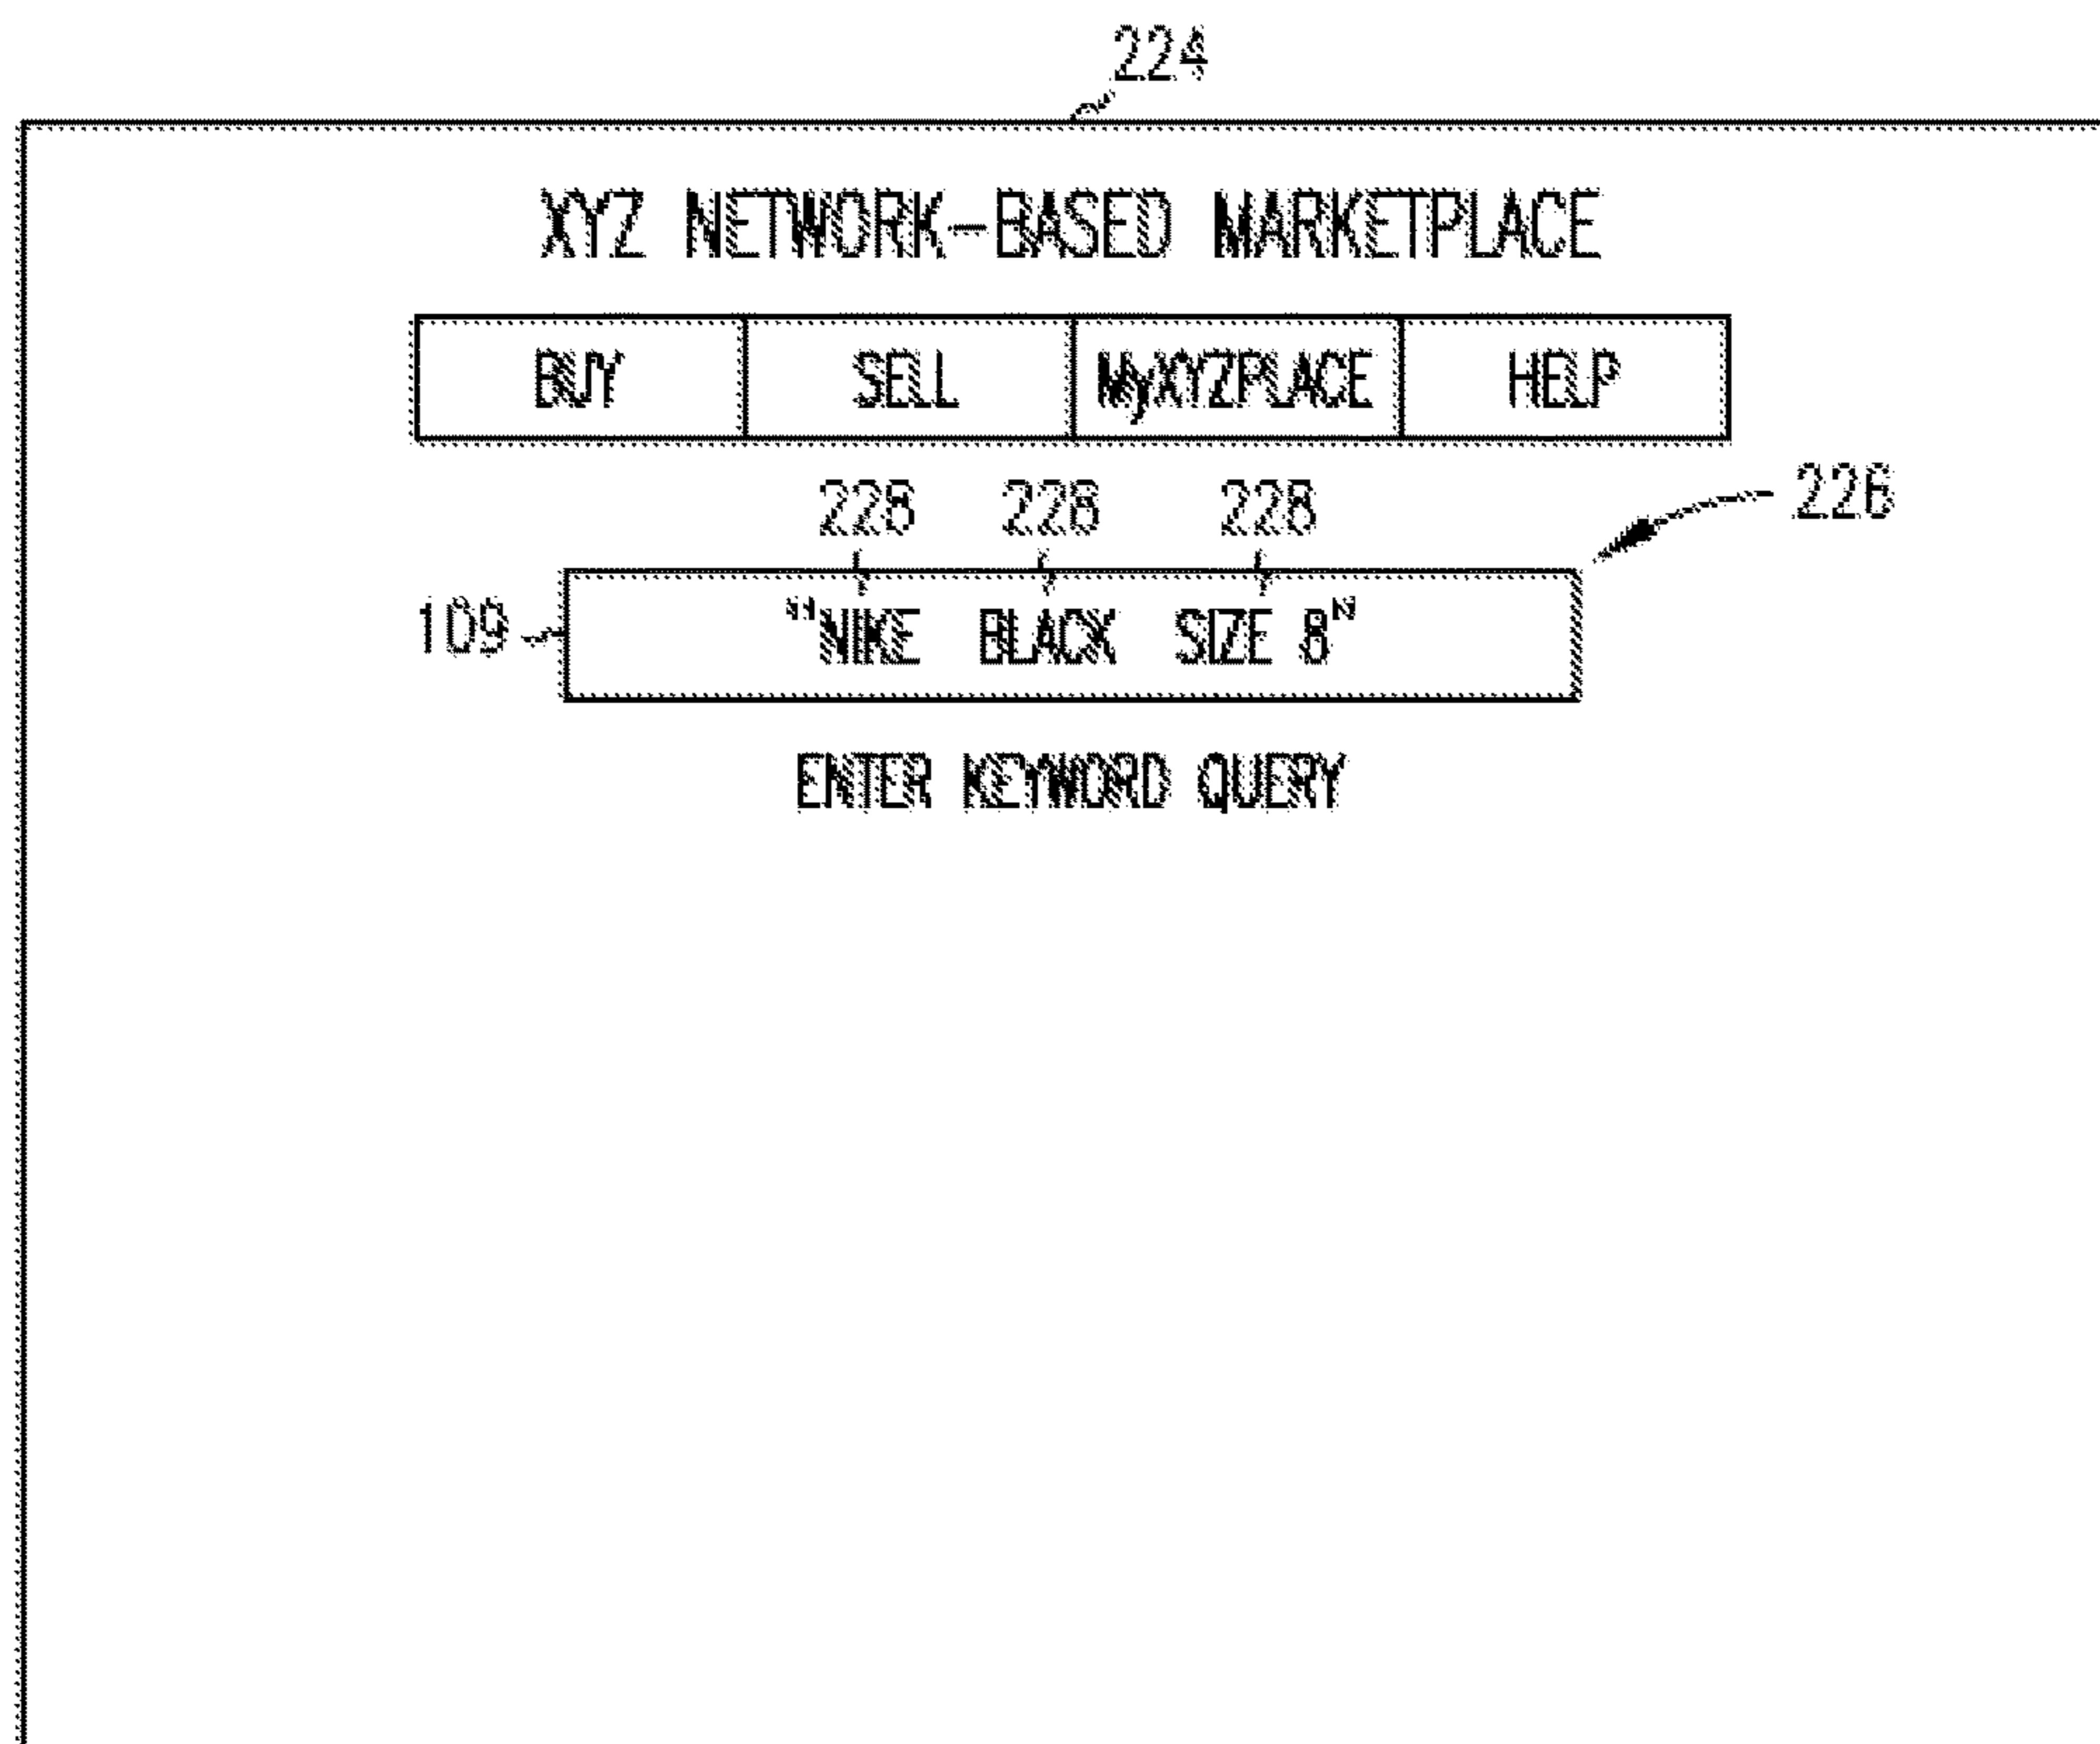 224
XYZ NETWORK-BASED MARKETPLACE
BUY SELL MyXYZPLACE HELP
228 228 228 226
109 "NIKE BLACK SIZE 8"
ENTER KEYWORD QUERY